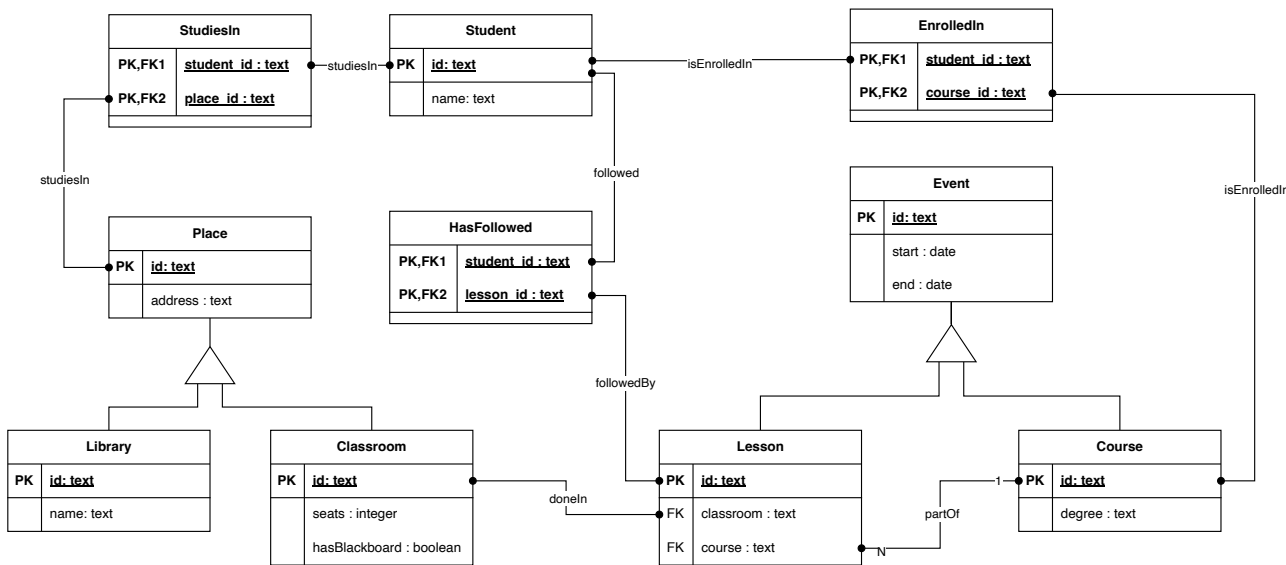 StudiesIn
PK,FK1 student_id : text
PK,FK2 place_id : text
studiesIn
Student
PK id: text
name: text
isEnrolledIn
EnrolledIn
PK,FK1 student_id : text
PK,FK2 course_id : text
studiesIn
followed
isEnrolledIn
Place
PK id: text
address : text
HasFollowed
PK,FK1 student_id : text
PK,FK2 lesson_id : text
Event
PK id: text
start : date
end : date
followedBy
Library
PK id: text
name: text
Classroom
PK id: text
seats : integer
hasBlackboard : boolean
doneIn
Lesson
PK id: text
FK classroom : text
FK course : text
N
partOf
1
Course
PK id: text
degree : text